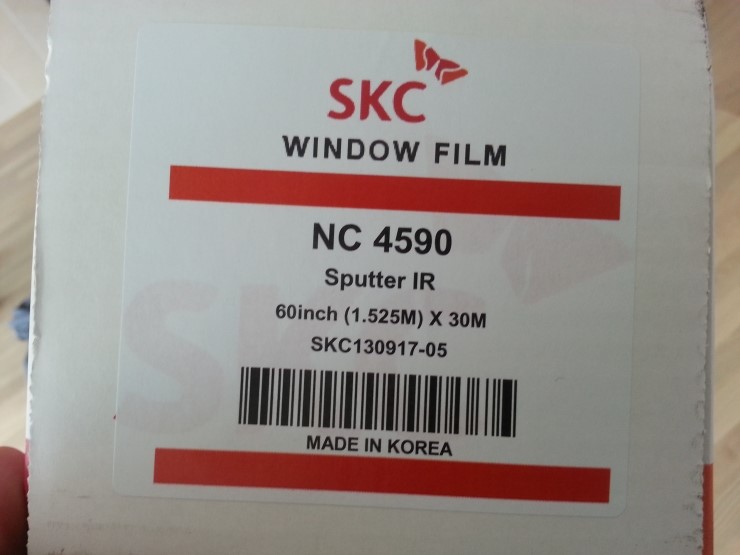 SKC
WINDOW FILM
NC 4590
Sputter IR
60inch (1.525M) X 30M
SKC130917-05
MADE IN KOREA